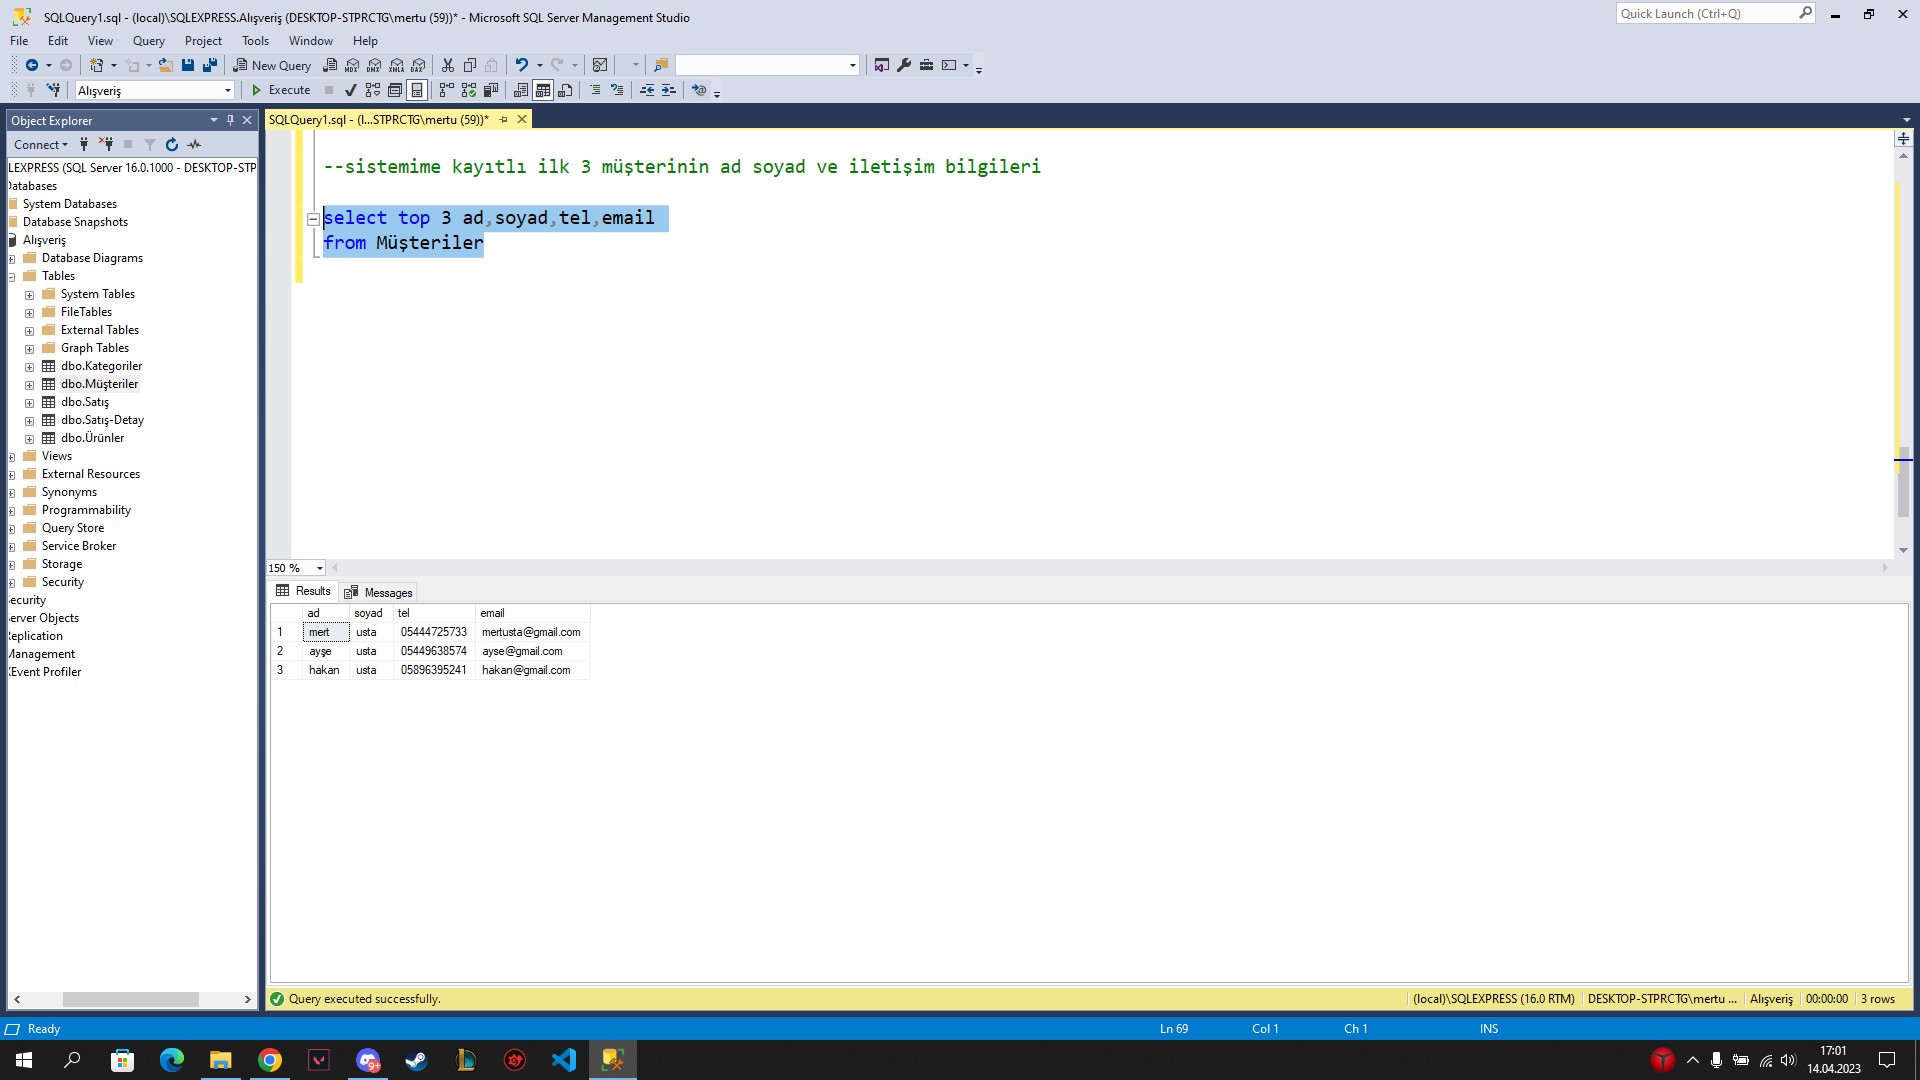 SQLQuery1.sql - (local)\SQLEXPRESS.Alışveriş (DESKTOP-STPRCTG\mertu (59))* - Microsoft SQL Server Management Studio
Quick Launch (Ctrl+Q)
File Edit View Query Project Tools Window Help
New Query
MDX DMX XMLA DAX
Alışveriş
Execute
Object Explorer
SQLQuery1.sql - (l...STPRCTG\mertu (59))*
Connect
LEXPRESS (SQL Server 16.0.1000 - DESKTOP-STP
Databases
System Databases
Database Snapshots
Alışveriş
Database Diagrams
Tables
System Tables
FileTables
External Tables
Graph Tables
dbo.Kategoriler
dbo.Müşteriler
dbo.Satış
dbo.Satış-Detay
dbo.Ürünler
Views
External Resources
Synonyms
Programmability
Query Store
Service Broker
Storage
Security
ecurity
erver Objects
Replication
Management
Event Profiler
--sistemime kayıtlı ilk 3 müşterinin ad soyad ve iletişim bilgileri
select top 3 ad,soyad,tel,email
from Müşteriler
150 %
Results Messages
ad soyad tel email
1 mert usta 05444725733 mertusta@gmail.com
2 ayşe usta 05449638574 ayse@gmail.com
3 hakan usta 05896395241 hakan@gmail.com
Query executed successfully.
(local)\SQLEXPRESS (16.0 RTM) DESKTOP-STPRCTG\mertu ... Alışveriş 00:00:00 3 rows
Ready
Ln 69 Col 1 Ch 1 INS
9+
17:01
14.04.2023